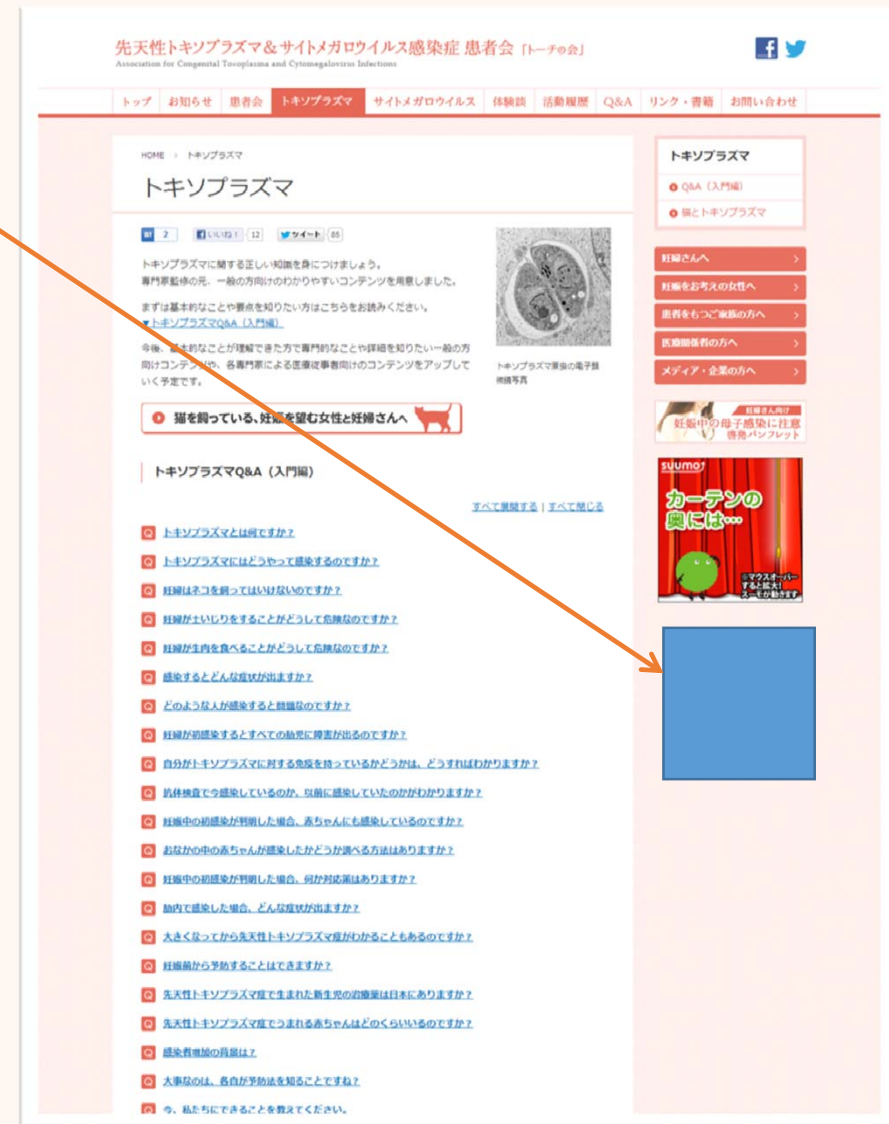 先天性トキソプラズマ＆サイトメガロウイルス感染症 患者会「トーチの会」
Association for Congenital Toxoplasma and Cytomegalovirus Infections
トップ お知らせ 患者会 トキソプラズマ サイトメガロウイルス 体験談 活動履歴 Q&A リンク・書籍 お問い合わせ
HOME › トキソプラズマ
トキソプラズマ
B! 2 いいね！ 12 ツイート 85
トキソプラズマに関する正しい知識を身につけましょう。
専門家監修の元、一般の方向けのわかりやすいコンテンツを用意しました。
まずは基本的なことや要点を知りたい方はこちらをお読みください。
▼トキソプラズマQ&A（入門編）
今後、基本的なことが理解できた方で専門的なことや詳細を知りたい一般の方
向けコンテンツや、各専門家による医療従事者向けのコンテンツをアップして
いく予定です。
トキソプラズマ原虫の電子顕
微鏡写真
猫を飼っている、妊娠を望む女性と妊婦さんへ
トキソプラズマQ&A（入門編）
すべて展開する | すべて閉じる
Q トキソプラズマとは何ですか？
Q トキソプラズマにはどうやって感染するのですか？
Q 妊婦はネコを飼ってはいけないのですか？
Q 妊婦が土いじりをすることがどうして危険なのですか？
Q 妊婦が生肉を食べることがどうして危険なのですか？
Q 感染するとどんな症状が出ますか？
Q どのような人が感染すると問題なのですか？
Q 妊婦が初感染するとすべての胎児に障害が出るのですか？
Q 自分がトキソプラズマに対する免疫を持っているかどうかは、どうすればわかりますか？
Q 抗体検査で今感染しているのか、以前に感染していたのかがわかりますか？
Q 妊娠中の初感染が判明した場合、赤ちゃんにも感染しているのですか？
Q おなかの中の赤ちゃんが感染したかどうか調べる方法はありますか？
Q 妊娠中の初感染が判明した場合、何か対応策はありますか？
Q 胎内で感染した場合、どんな症状が出ますか？
Q 大きくなってから先天性トキソプラズマ症がわかることもあるのですか？
Q 妊娠前から予防することはできますか？
Q 先天性トキソプラズマ症で生まれた新生児の治療薬は日本にありますか？
Q 先天性トキソプラズマ症でうまれる赤ちゃんはどのくらいいるのですか？
Q 感染者増加の背景は？
Q 大事なのは、各自が予防法を知ることですね？
Q 今、私たちにできることを教えてください。
トキソプラズマ
Q&A（入門編）
猫とトキソプラズマ
妊婦さんへ
妊娠をお考えの女性へ
患者をもつご家族の方へ
医療関係者の方へ
メディア・企業の方へ
妊婦さん向け
妊娠中の母子感染に注意
啓発パンフレット
suumo!
カーテンの
奥には…
※マウスオーバー
すると拡大!
スーモが動きます